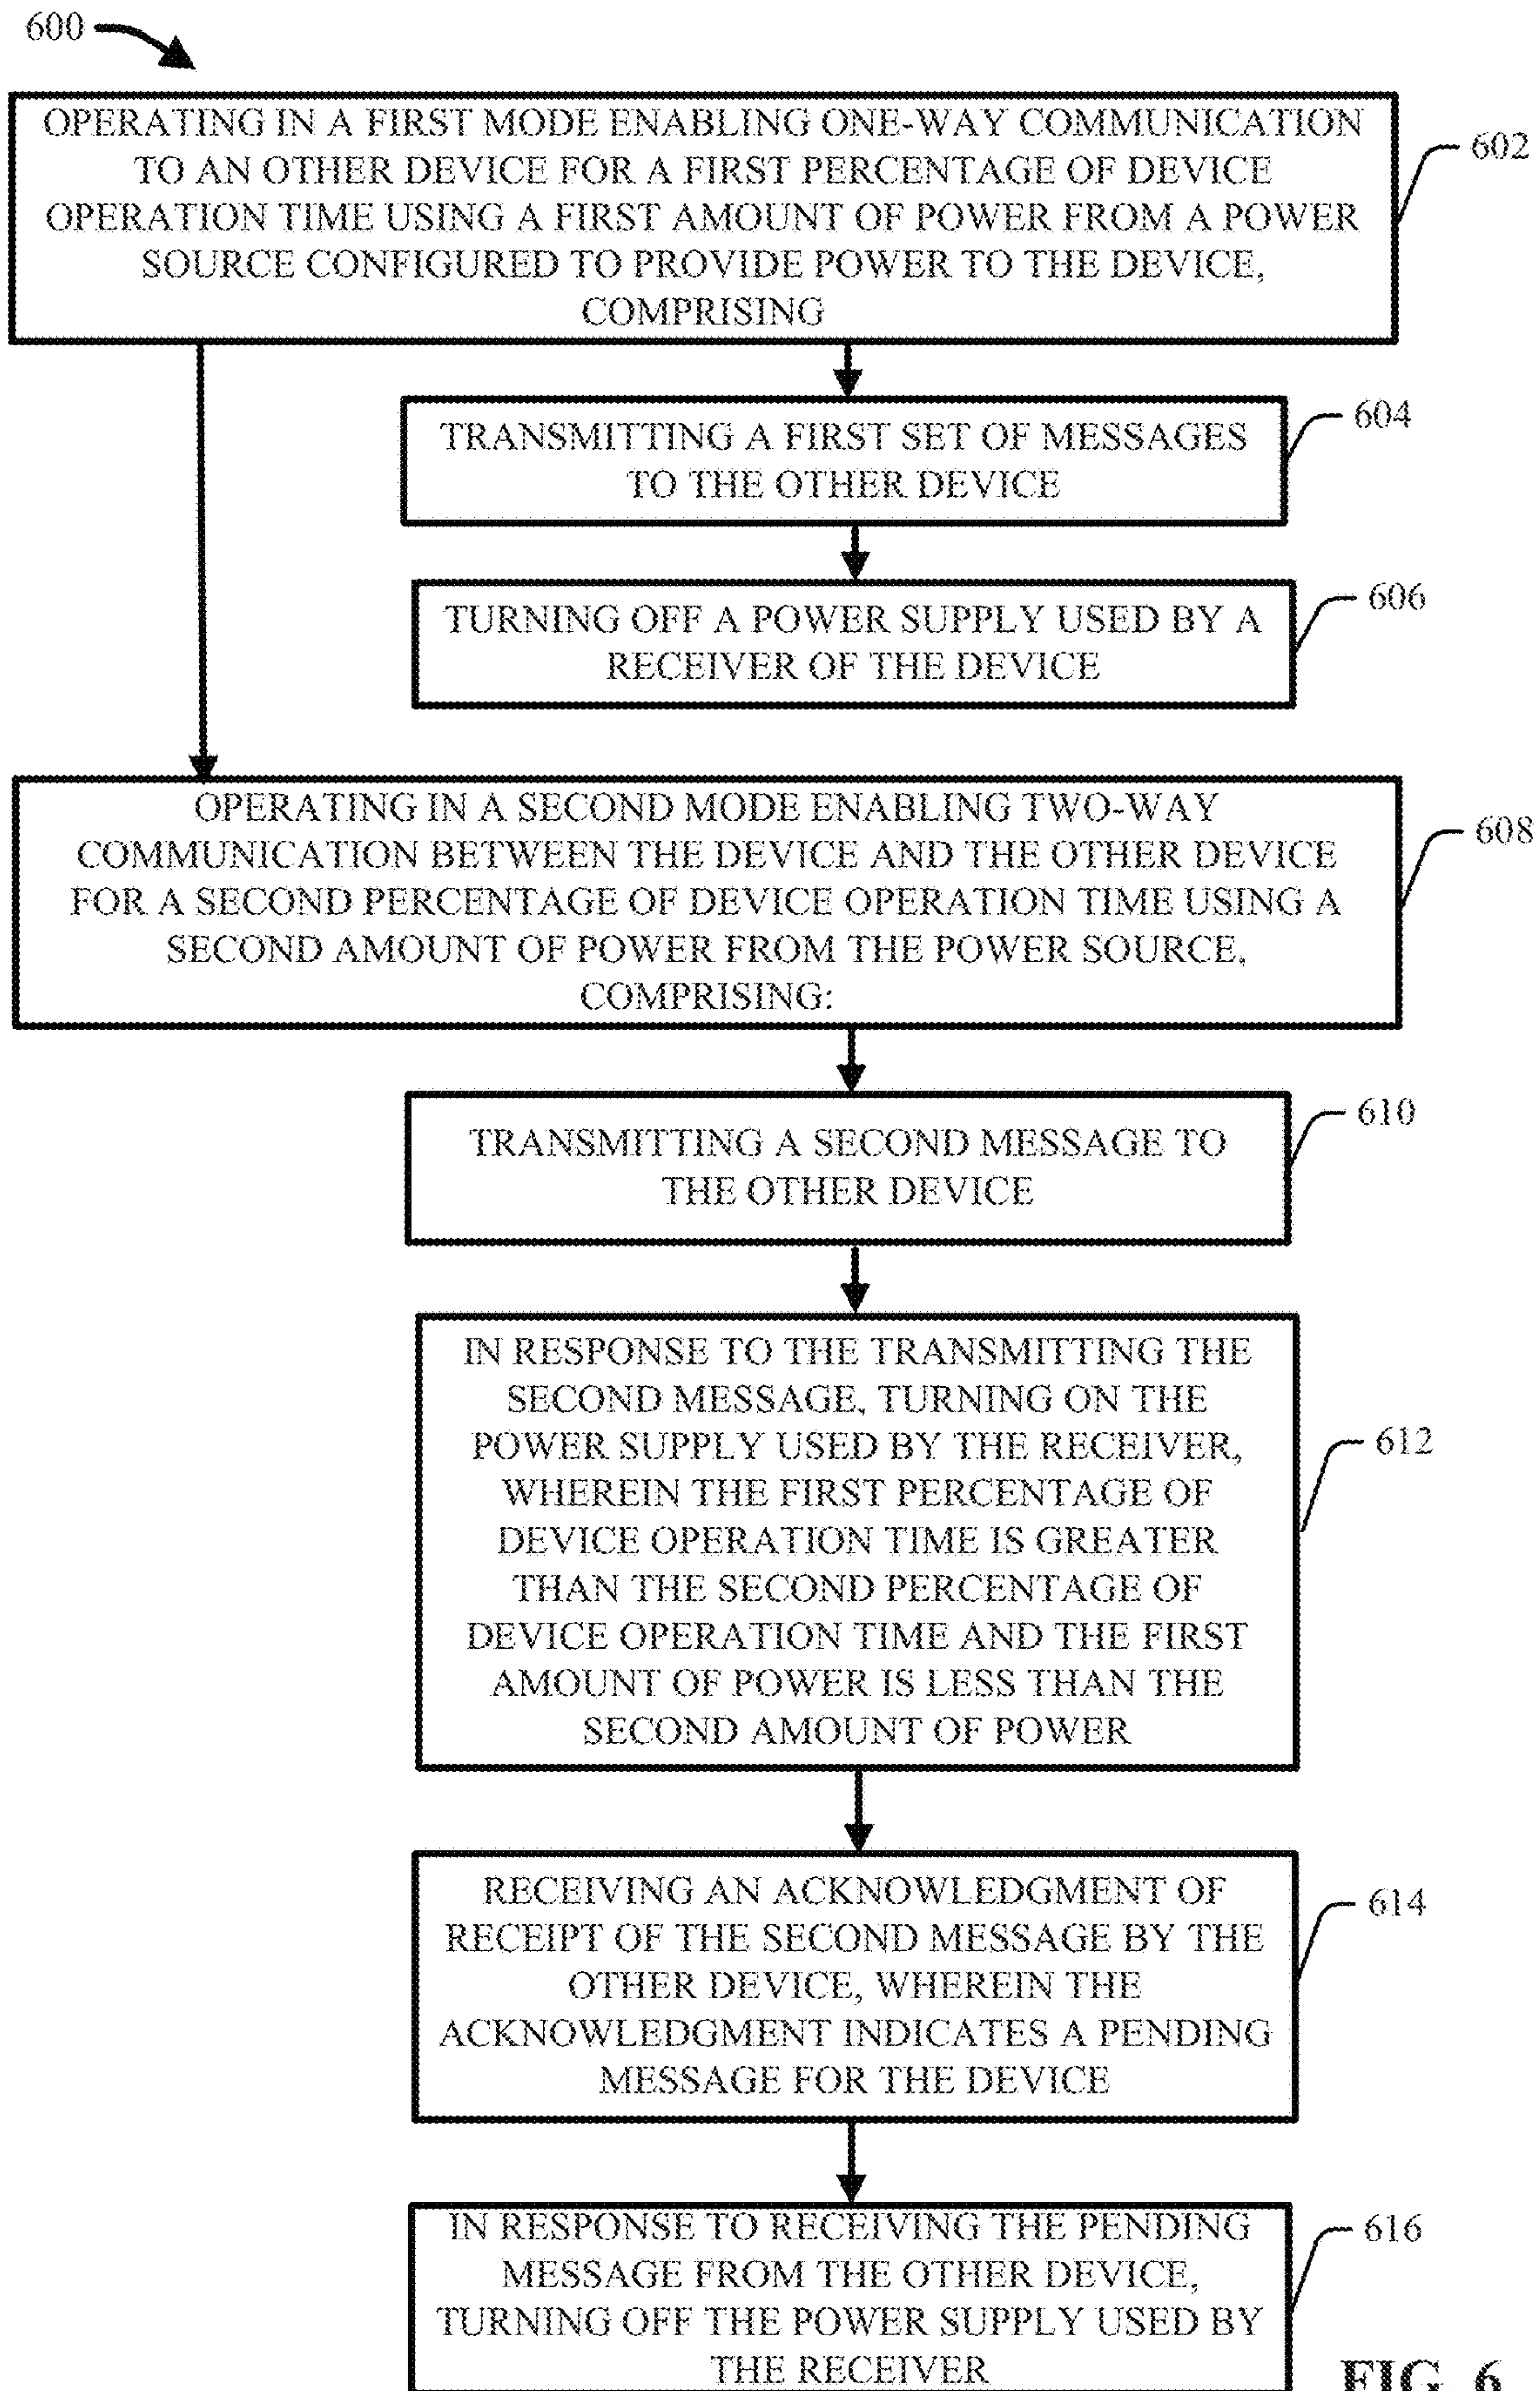 600
OPERATING IN A FIRST MODE ENABLING ONE-WAY COMMUNICATION
TO AN OTHER DEVICE FOR A FIRST PERCENTAGE OF DEVICE
OPERATION TIME USING A FIRST AMOUNT OF POWER FROM A POWER
SOURCE CONFIGURED TO PROVIDE POWER TO THE DEVICE,
COMPRISING
602
TRANSMITTING A FIRST SET OF MESSAGES
TO THE OTHER DEVICE
604
TURNING OFF A POWER SUPPLY USED BY A
RECEIVER OF THE DEVICE
606
OPERATING IN A SECOND MODE ENABLING TWO-WAY
COMMUNICATION BETWEEN THE DEVICE AND THE OTHER DEVICE
FOR A SECOND PERCENTAGE OF DEVICE OPERATION TIME USING A
SECOND AMOUNT OF POWER FROM THE POWER SOURCE,
COMPRISING:
608
TRANSMITTING A SECOND MESSAGE TO
THE OTHER DEVICE
610
IN RESPONSE TO THE TRANSMITTING THE
SECOND MESSAGE, TURNING ON THE
POWER SUPPLY USED BY THE RECEIVER,
WHEREIN THE FIRST PERCENTAGE OF
DEVICE OPERATION TIME IS GREATER
THAN THE SECOND PERCENTAGE OF
DEVICE OPERATION TIME AND THE FIRST
AMOUNT OF POWER IS LESS THAN THE
SECOND AMOUNT OF POWER
612
RECEIVING AN ACKNOWLEDGMENT OF
RECEIPT OF THE SECOND MESSAGE BY THE
OTHER DEVICE, WHEREIN THE
ACKNOWLEDGMENT INDICATES A PENDING
MESSAGE FOR THE DEVICE
614
IN RESPONSE TO RECEIVING THE PENDING
MESSAGE FROM THE OTHER DEVICE,
TURNING OFF THE POWER SUPPLY USED BY
THE RECEIVER
616
FIG. 6